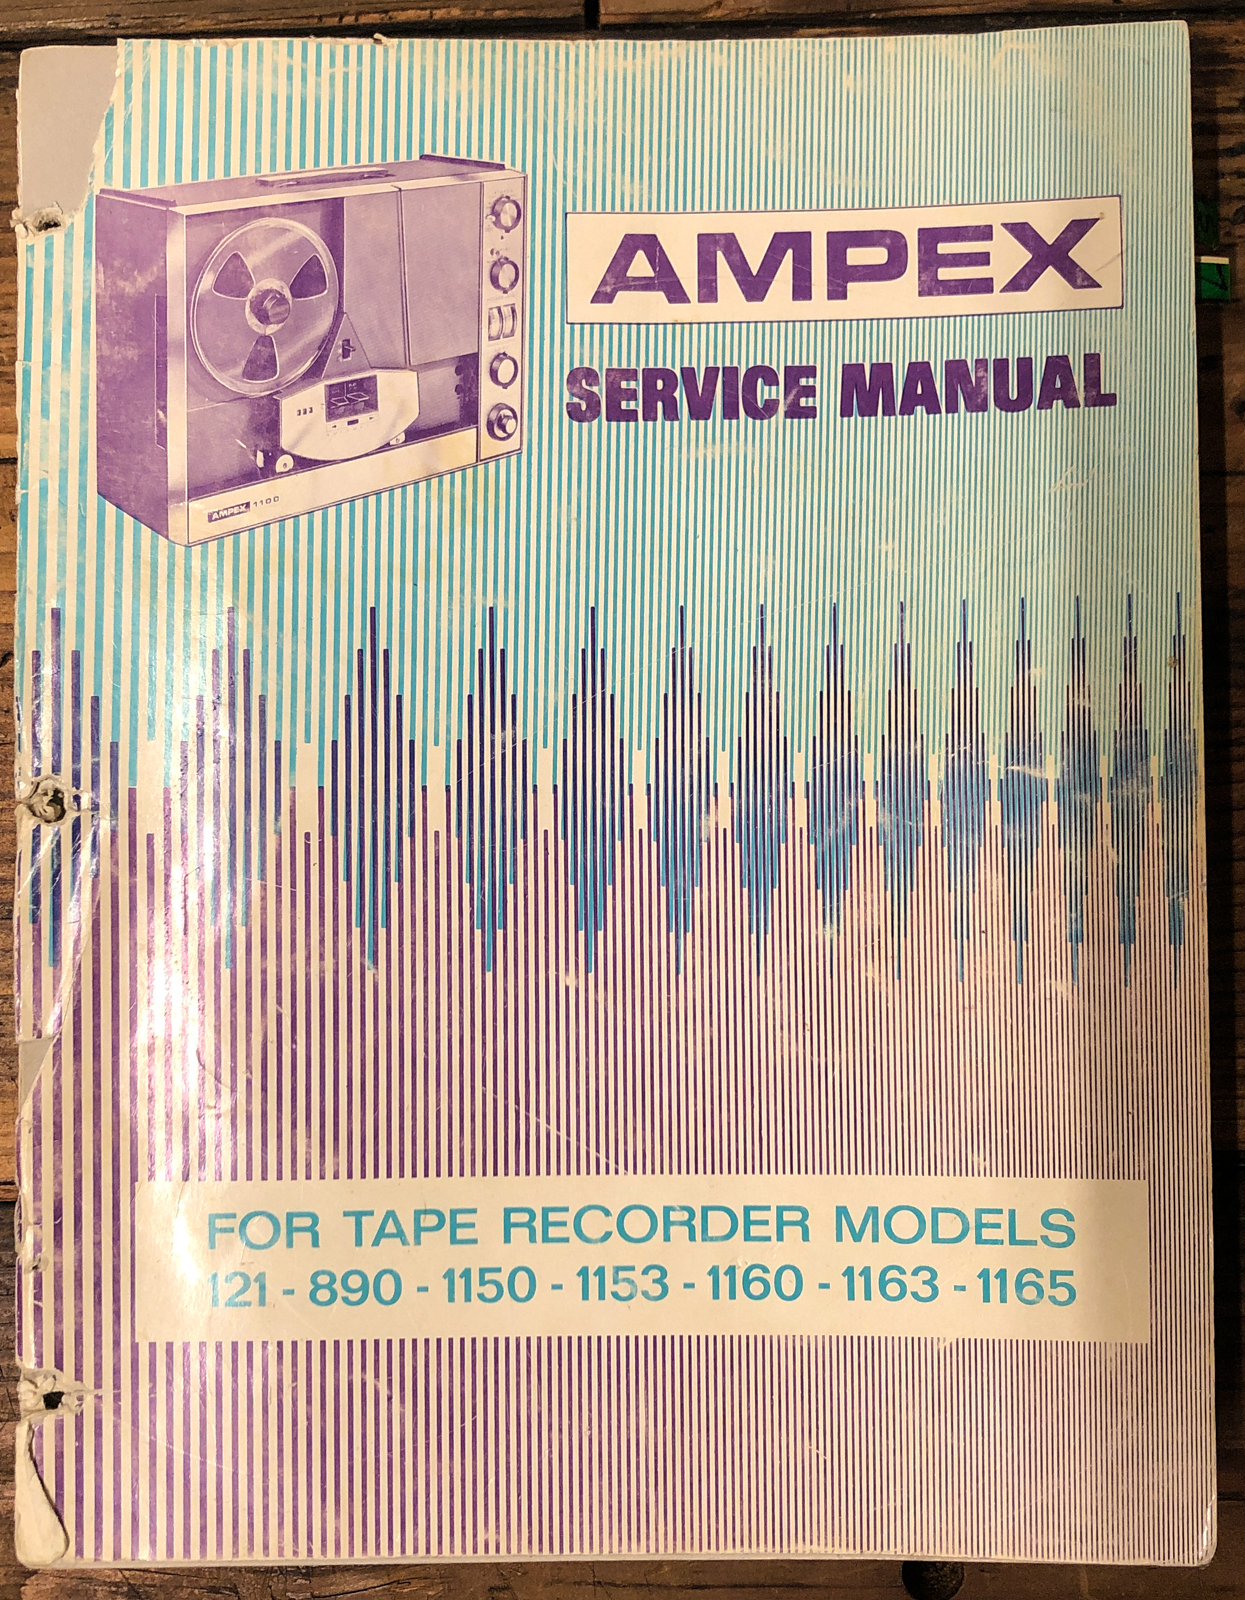 AMPEX
SERVICE MANUAL
AMPEX 1100
FOR TAPE RECORDER MODELS
121 - 890 - 1150 - 1153 - 1160 - 1163 - 1165